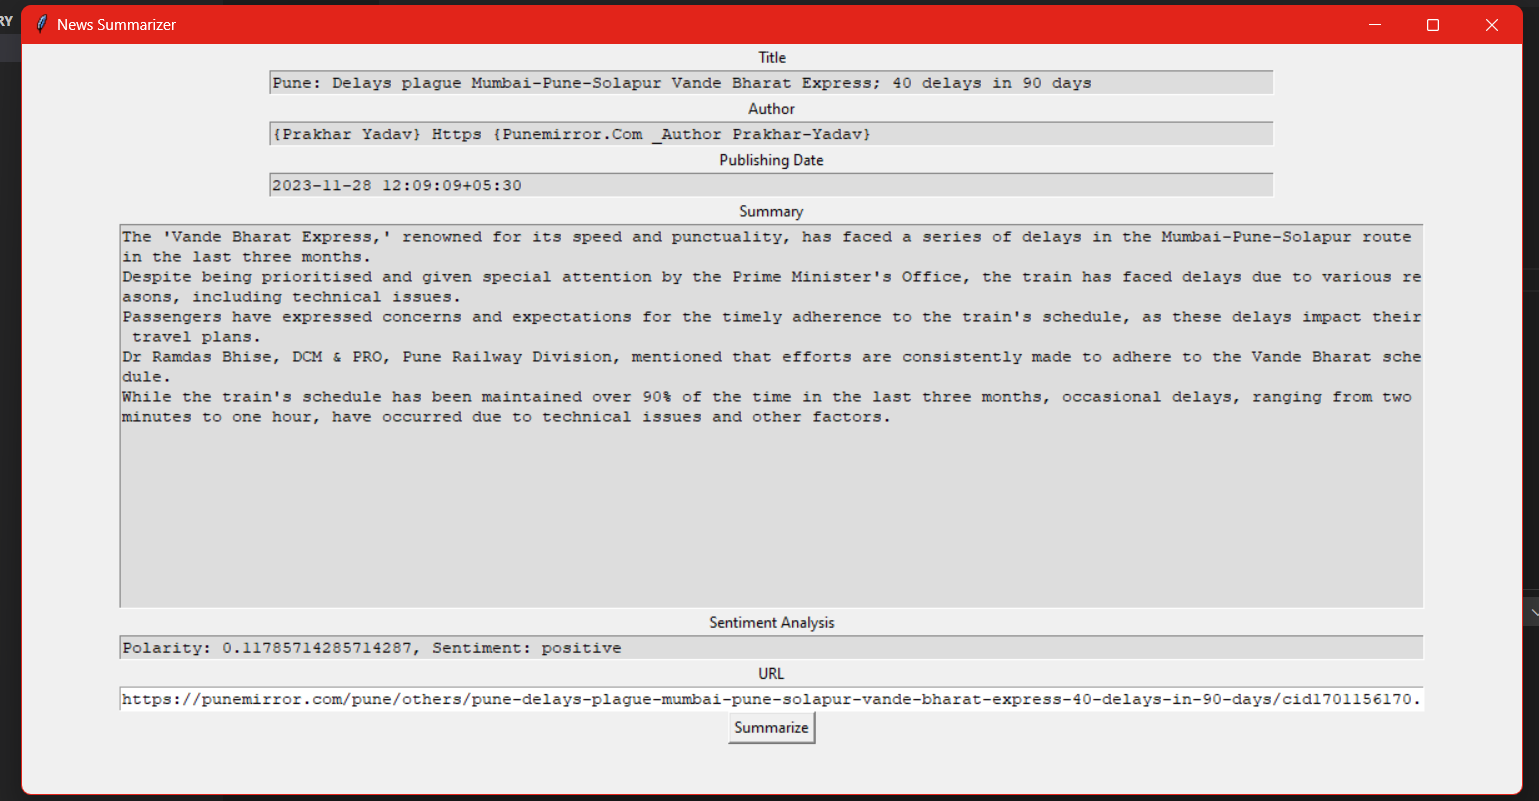 RY
News Summarizer
Title
Pune: Delays plague Mumbai-Pune-Solapur Vande Bharat Express; 40 delays in 90 days
Author
{Prakhar Yadav} Https {Punemirror.Com _Author Prakhar-Yadav}
Publishing Date
2023-11-28 12:09:09+05:30
Summary
The 'Vande Bharat Express,' renowned for its speed and punctuality, has faced a series of delays in the Mumbai-Pune-Solapur route
in the last three months.
Despite being prioritised and given special attention by the Prime Minister's Office, the train has faced delays due to various re
asons, including technical issues.
Passengers have expressed concerns and expectations for the timely adherence to the train's schedule, as these delays impact their
travel plans.
Dr Ramdas Bhise, DCM & PRO, Pune Railway Division, mentioned that efforts are consistently made to adhere to the Vande Bharat sche
dule.
While the train's schedule has been maintained over 90% of the time in the last three months, occasional delays, ranging from two
minutes to one hour, have occurred due to technical issues and other factors.
Sentiment Analysis
Polarity: 0.11785714285714287, Sentiment: positive
URL
https://punemirror.com/pune/others/pune-delays-plague-mumbai-pune-solapur-vande-bharat-express-40-delays-in-90-days/cid1701156170.
Summarize